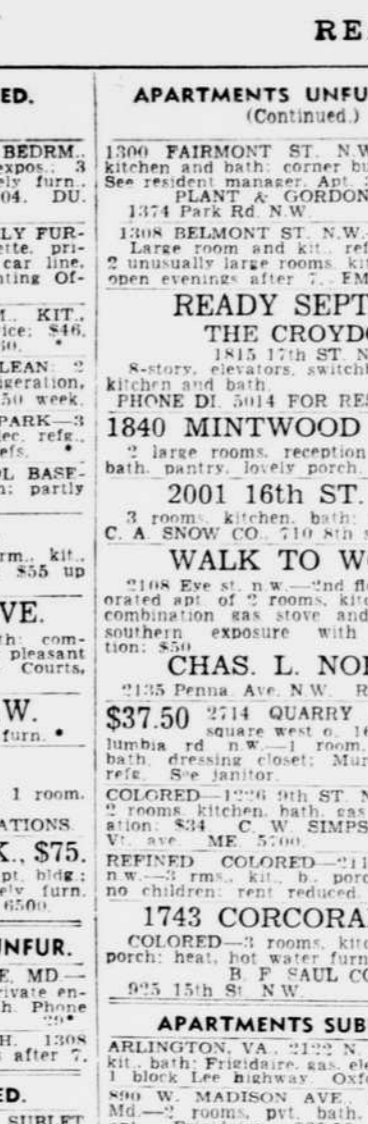 RE
ED.
BEDRM.,
expos.; 3
ely furn.,
04. DU.
LY FUR-
ette, pri-
car line,
nting Of-
KIT.,
ice; $46.
LEAN: 2
igeration,
50 week.
PARK—3
lec. refg.,
efs. *
OL BASE-
n; partly
rm., kit.,
$55 up
VE.
th: com-
pleasant
Courts,
W.
furn. *
1 room.
ATIONS
K., $75.
pt. bldg.;
ely furn.
6500.
UNFUR.
E, MD.—
rivate en-
h. Phone
29*
H. 1308
s after 7.
ED.
SUBLET
APARTMENTS UNFU
(Continued.)
1300 FAIRMONT ST. N.W
kitchen and bath; corner bu
See resident manager, Apt.
PLANT & GORDON
1374 Park Rd. N.W.
1308 BELMONT ST. N.W.—
Large room and kit., ref
2 unusually large rooms, kit
open evenings after 7. EM
READY SEPT
THE CROYDO
1815 17th ST. N
8-story, elevators, switchb
kitchen and bath.
PHONE DI. 5014 FOR RES
1840 MINTWOOD
2 large rooms, reception
bath, pantry, lovely porch.
2001 16th ST.
3 rooms, kitchen, bath;
C. A. SNOW CO., 710 8th s
WALK TO WO
2108 Eye st. n.w.—2nd flo
orated apt. of 2 rooms, kitc
combination gas stove and
southern exposure with
tion; $50
CHAS. L. NOR
2135 Penna. Ave. N.W. R
$37.50 2714 QUARRY
square west o. 16
lumbia rd n.w.—1 room,
bath, dressing closet; Mur
refg. See janitor.
COLORED—1226 9th ST. N
2 rooms, kitchen, bath, gas
ation; $34 C. W. SIMPS
Vt. ave. ME. 5700.
REFINED COLORED—211
n.w.—3 rms., kit., b., porc
no children; rent reduced.
1743 CORCORA
COLORED—3 rooms, kitc
porch; heat, hot water furn
B. F SAUL CO
925 15th St. N.W.
APARTMENTS SUB
ARLINGTON, VA., 2122 N.
kit., bath; Frigidaire, gas, ele
1 block Lee highway. Oxfo
890 W. MADISON AVE.,
Md.—2 rooms, pvt. bath,